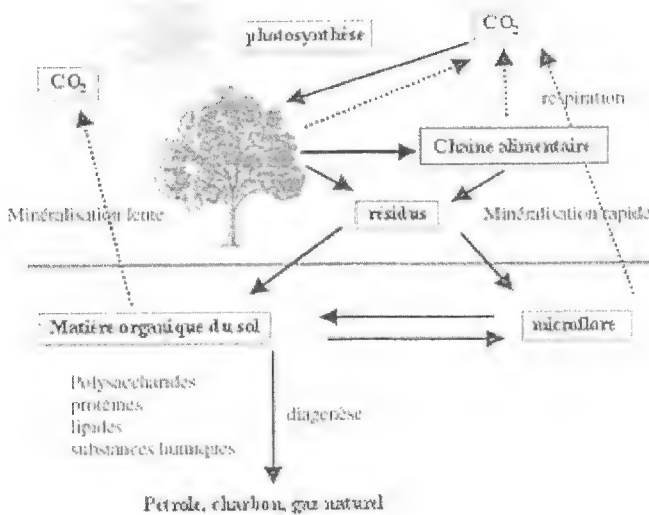 CO₂
photosynthèse
CO₂
respiration
Chaîne alimentaire
Minéralisation lente
résidus
Minéralisation rapide
Matière organique du sol
microflore
Polysaccharides
protéines
lipides
substances humiques
diagenèse
Pétrole, charbon, gaz naturel